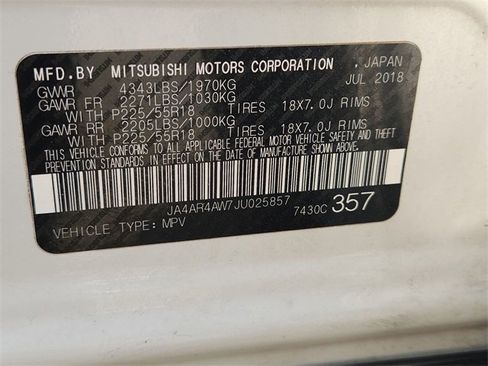 MFD.BY MITSUBISHI MOTORS CORPORATION , JAPAN
JUL 2018
GVWR 4343LBS/1970KG
GAWR FR 2271LBS/1030KG
WITH P225/55R18 TIRES 18X7.0J RIMS
GAWR RR 2205LBS/1000KG
WITH P225/55R18 TIRES 18X7.0J RIMS
THIS VEHICLE CONFORMS TO ALL APPLICABLE FEDERAL MOTOR VEHICLE SAFETY AND THEFT
PREVENTION STANDARDS IN EFFECT ON THE DATE OF MANUFACTURE SHOWN ABOVE.
JA4AR4AW7JU025857
VEHICLE TYPE: MPV 7430C 357